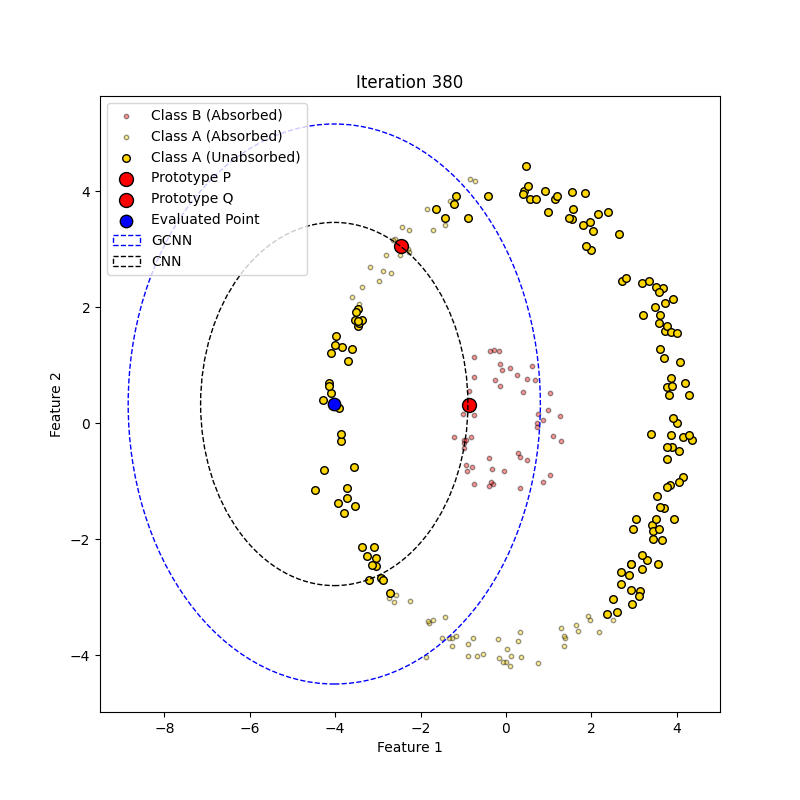 Iteration 380
Class B (Absorbed)
Class A (Absorbed)
Class A (Unabsorbed)
Prototype P
Prototype Q
Evaluated Point
GCNN
CNN
4
2
0
−2
−4
Feature 2
−8
−6
−4
−2
0
2
4
Feature 1